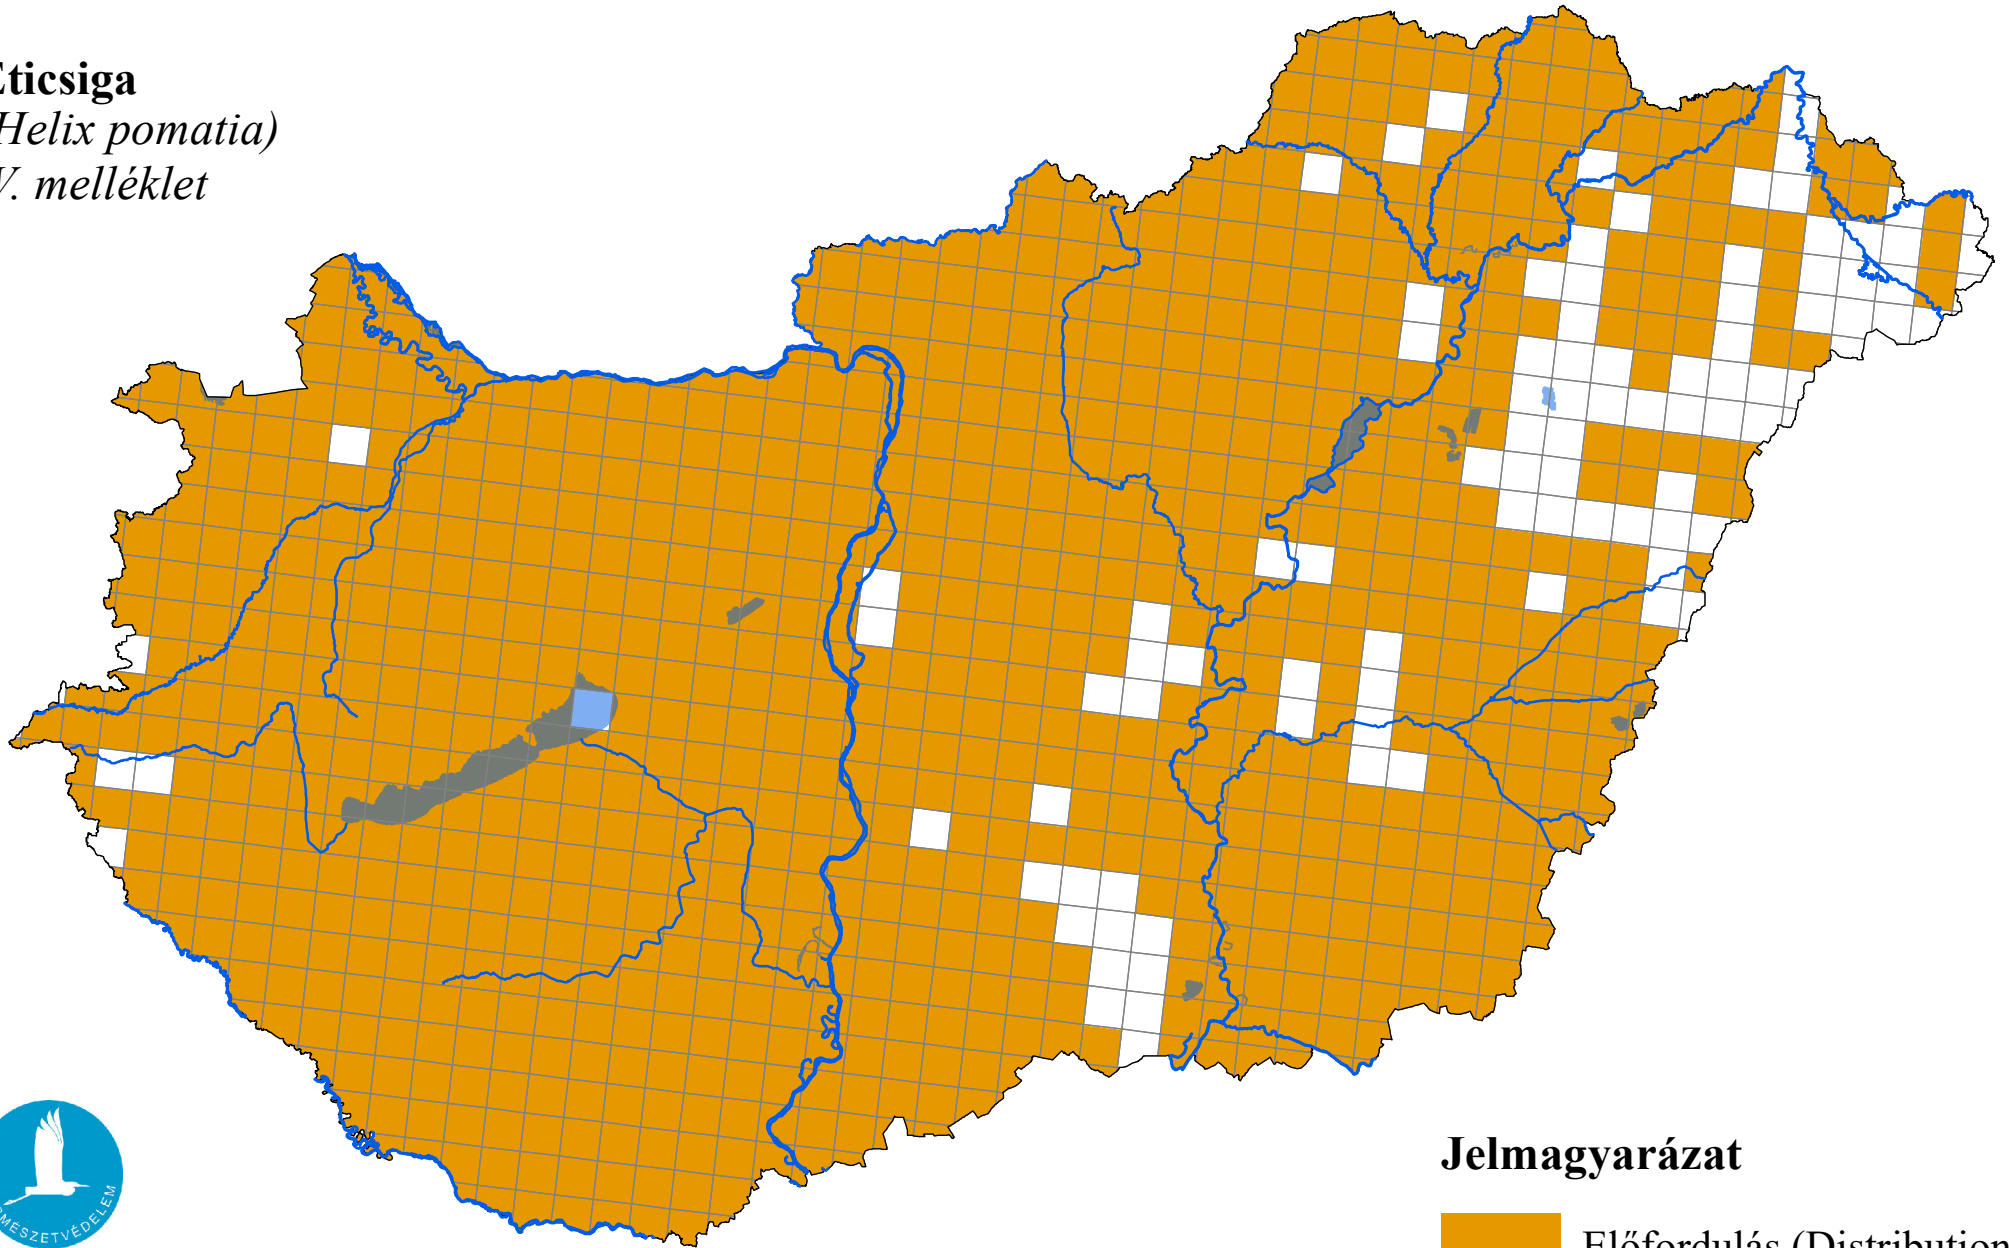 Éticsiga
(Helix pomatia)
V. melléklet
Jelmagyarázat
Előfordulás (Distribution